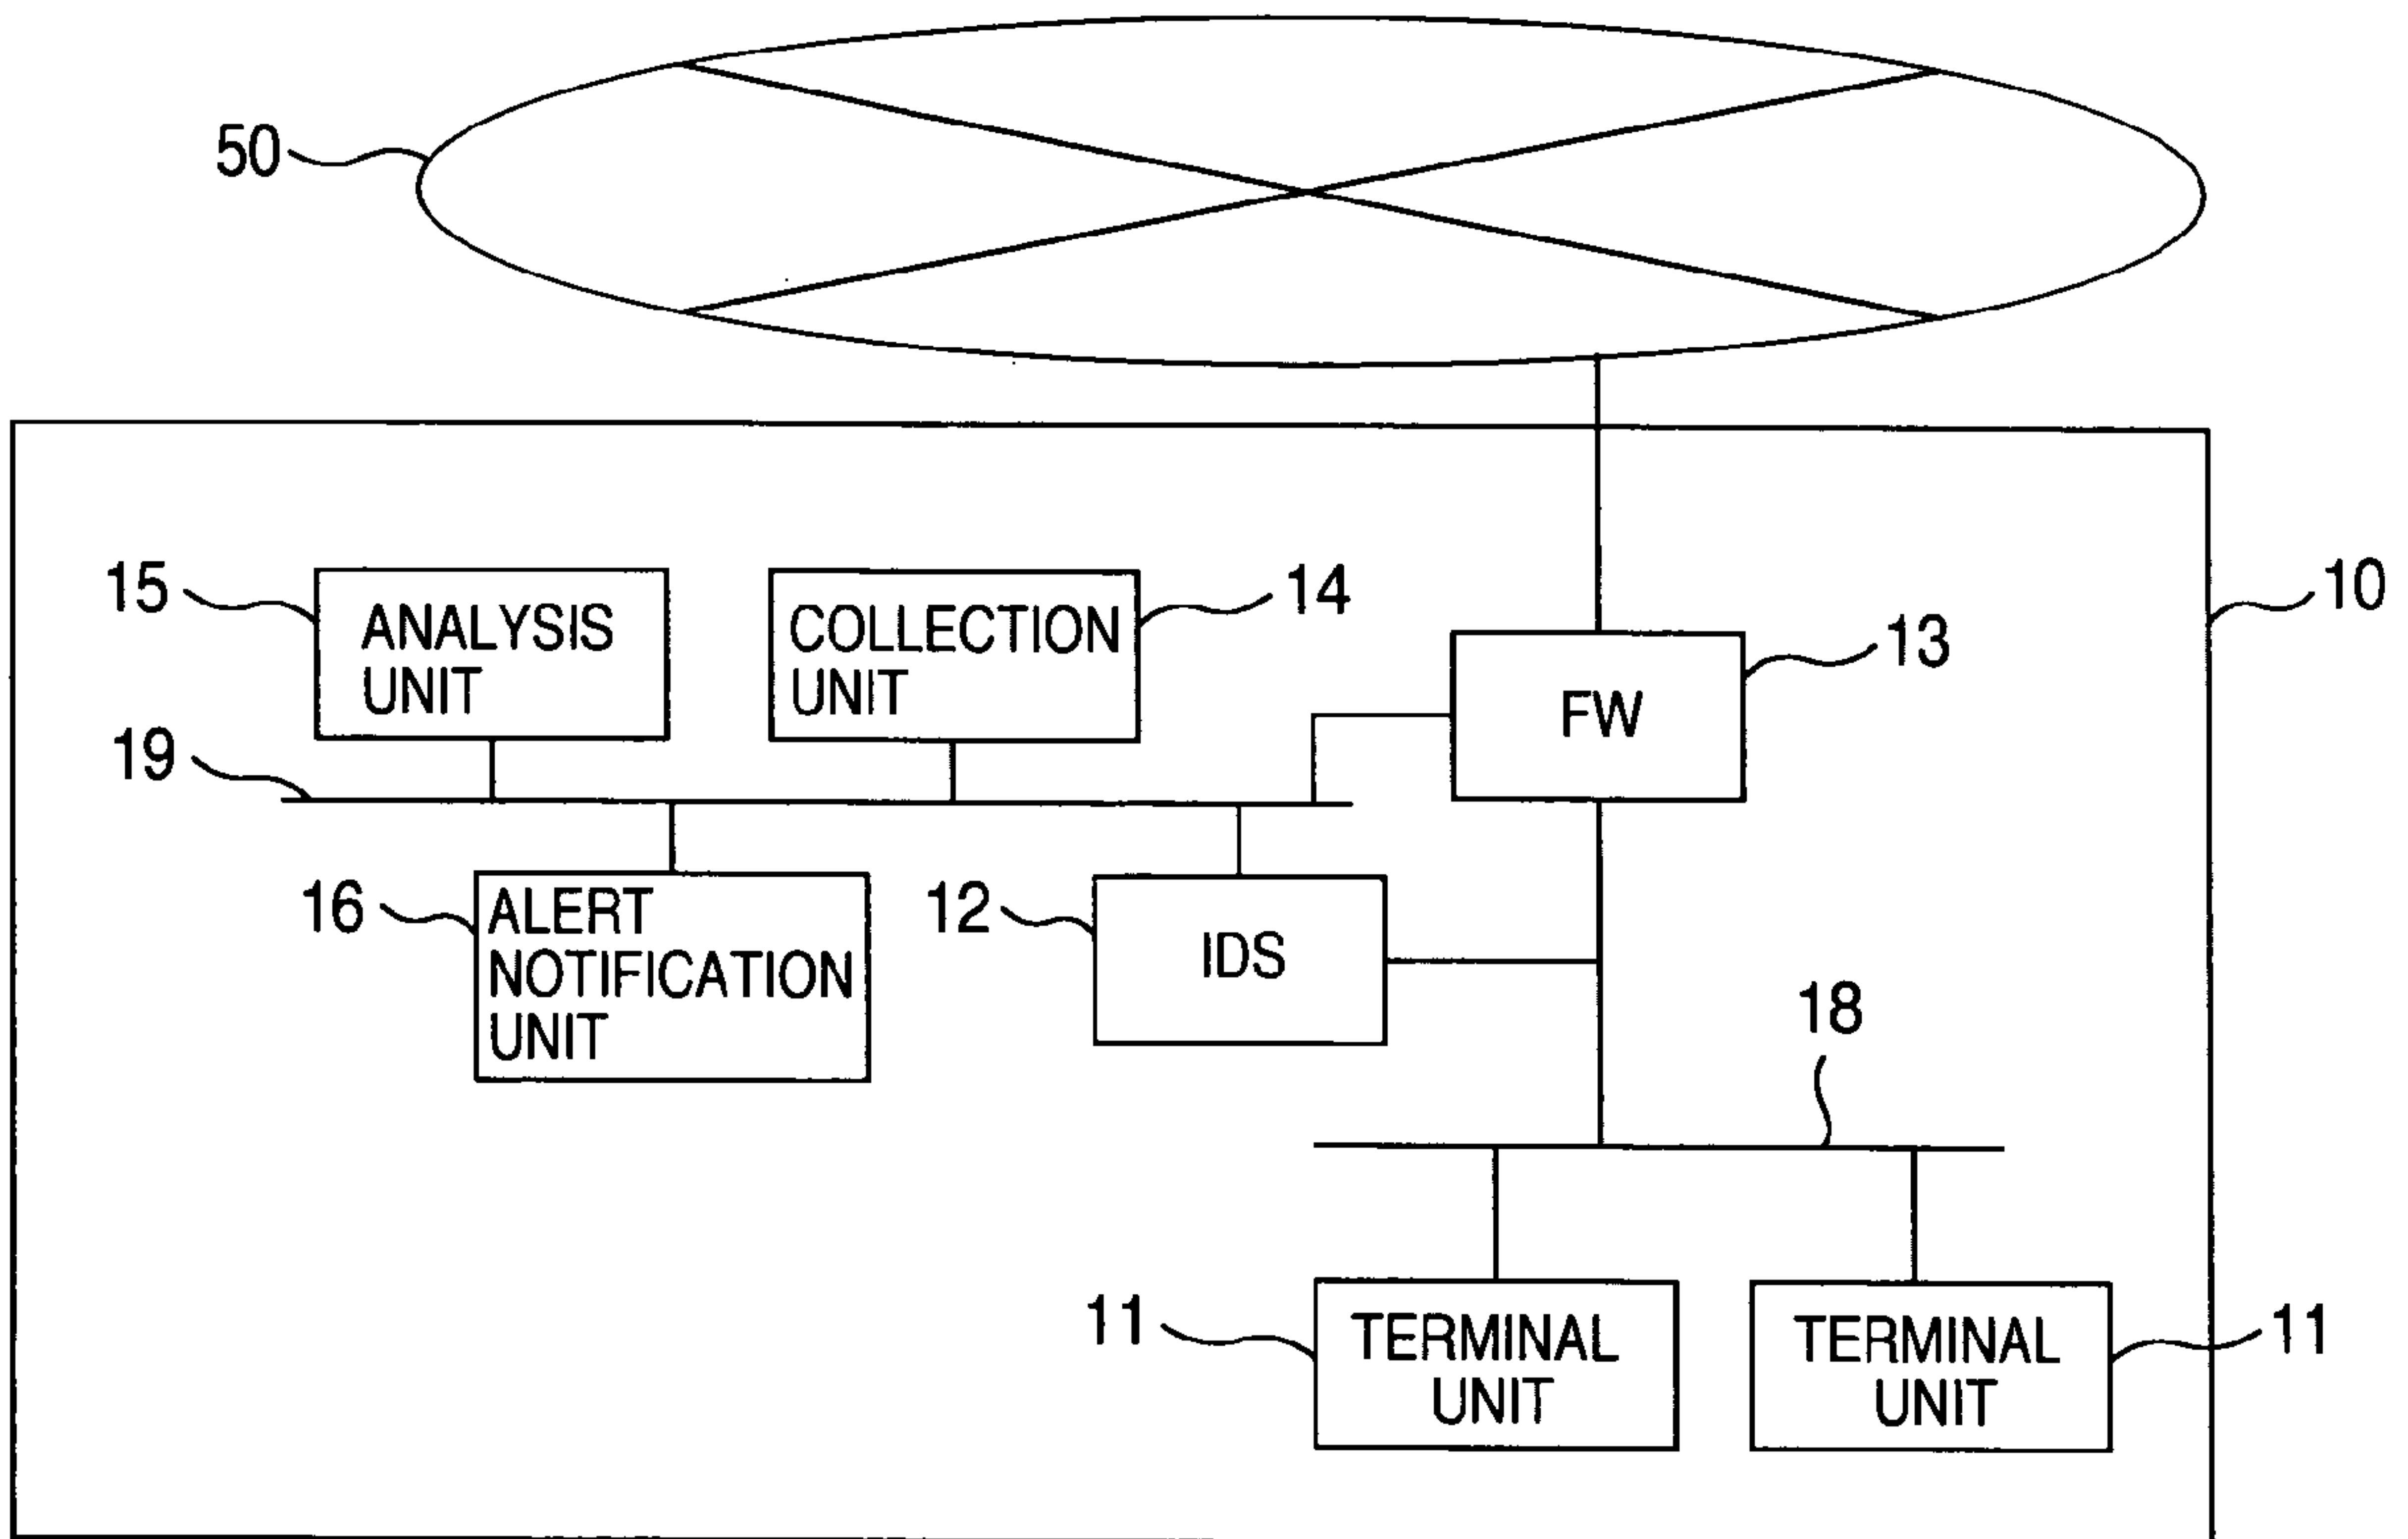 50
10
15
ANALYSIS
UNIT
COLLECTION
UNIT
14
FW
13
19
16
ALERT
NOTIFICATION
UNIT
12
IDS
18
11
TERMINAL
UNIT
TERMINAL
UNIT
11